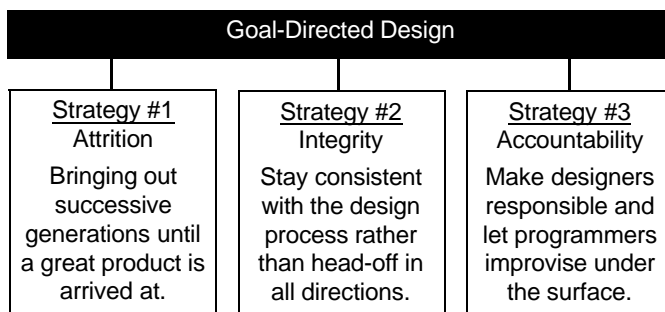 Goal-Directed Design
Strategy #1
Attrition
Bringing out
successive
generations until
a great product is
arrived at.
Strategy #2
Integrity
Stay consistent
with the design
process rather
than head-off in
all directions.
Strategy #3
Accountability
Make designers
responsible and
let programmers
improvise under
the surface.